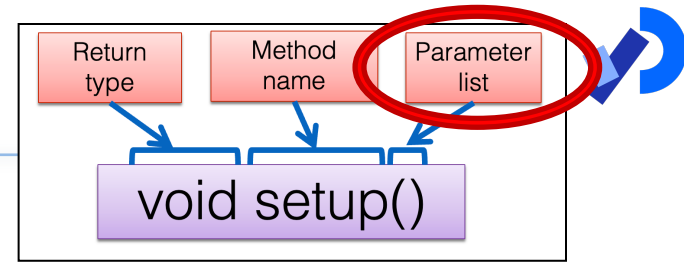 Return
type
Method
name
Parameter
list
void setup()